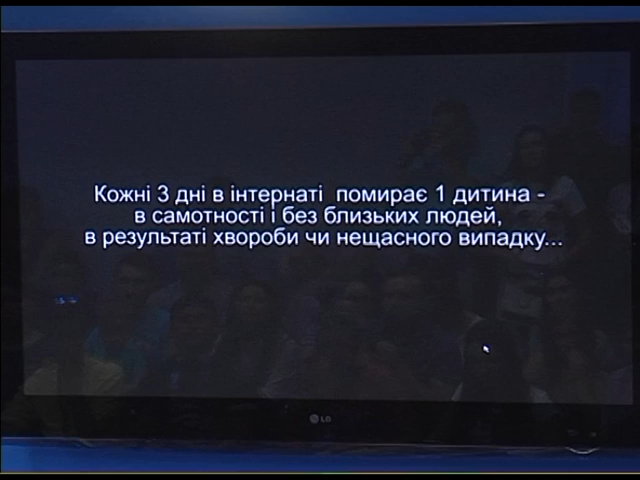 Кожні 3 дні в інтернаті помирає 1 дитина -
в самотності і без близьких людей,
в результаті хвороби чи нещасного випадку...
LG